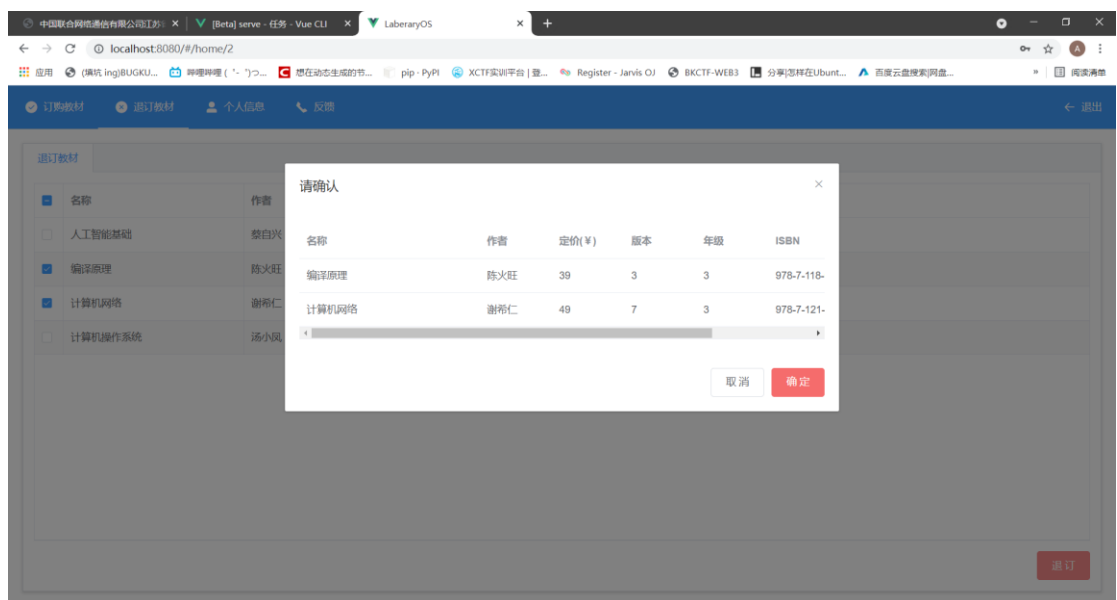 中国联合网络通信有限公司江苏
[Beta] serve - 任务 - Vue CLI
LaberaryOS
localhost:8080/#/home/2
应用
(填坑 ing)BUGKU...
哔哩哔哩 ( ゜- ゜)つ...
想在动态生成的节...
pip · PyPI
XCTF实训平台 | 登...
Register - Jarvis OJ
BKCTF-WEB3
分享|怎样在Ubunt...
百度云盘搜索|网盘...
»
阅读清单
A
订购教材
退订教材
个人信息
反馈
退出
退订教材
名称 作者
人工智能基础 蔡自兴
编译原理 陈火旺
计算机网络 谢希仁
计算机操作系统 汤小凤
请确认
名称 作者 定价(¥) 版本 年级 ISBN
编译原理 陈火旺 39 3 3 978-7-118-
计算机网络 谢希仁 49 7 3 978-7-121-
取消 确定
退订